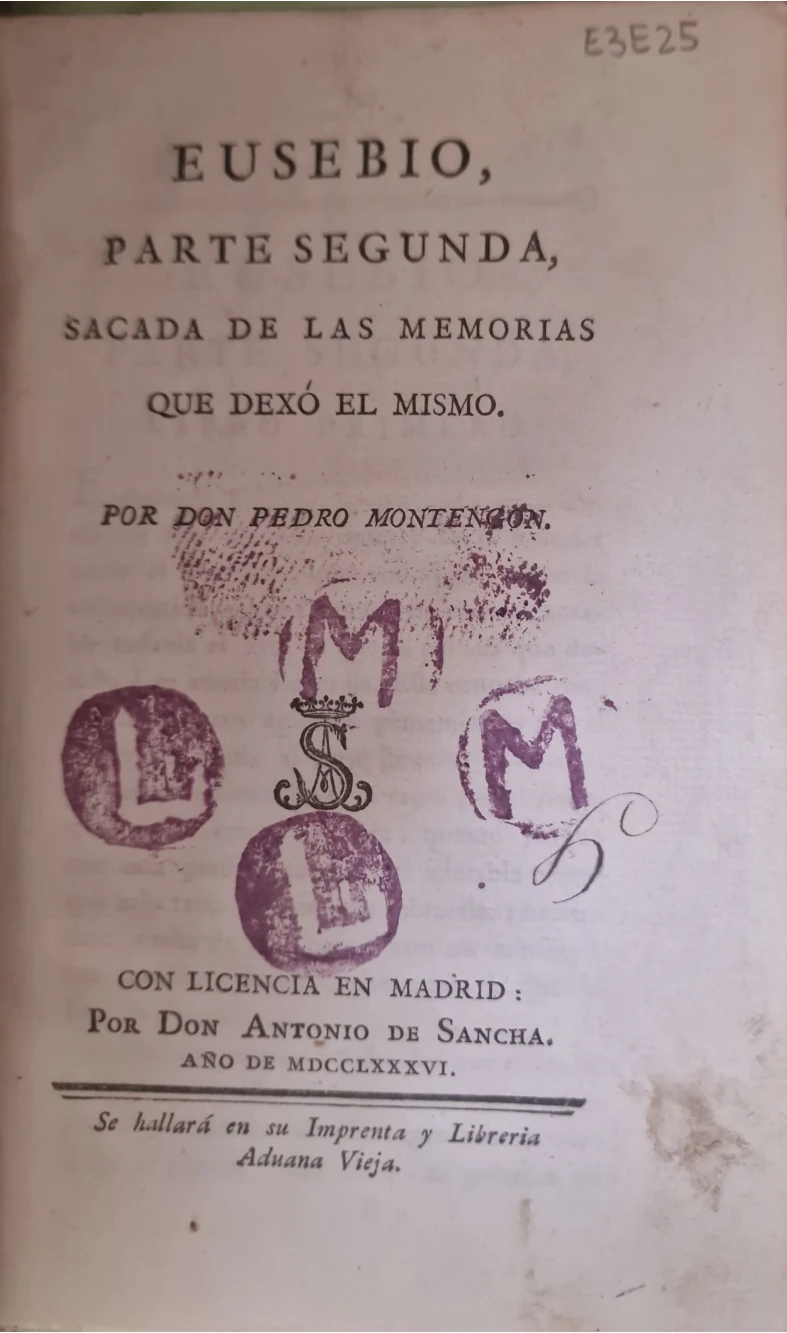 E3E25
EUSEBIO,
PARTE SEGUNDA,
SACADA DE LAS MEMORIAS
QUE DEXÓ EL MISMO.
POR DON PEDRO MONTENGON.
M
L
M
L
CON LICENCIA EN MADRID:
POR DON ANTONIO DE SANCHA.
AÑO DE MDCCLXXXVI.
Se hallará en su Imprenta y Libreria
Aduana Vieja.